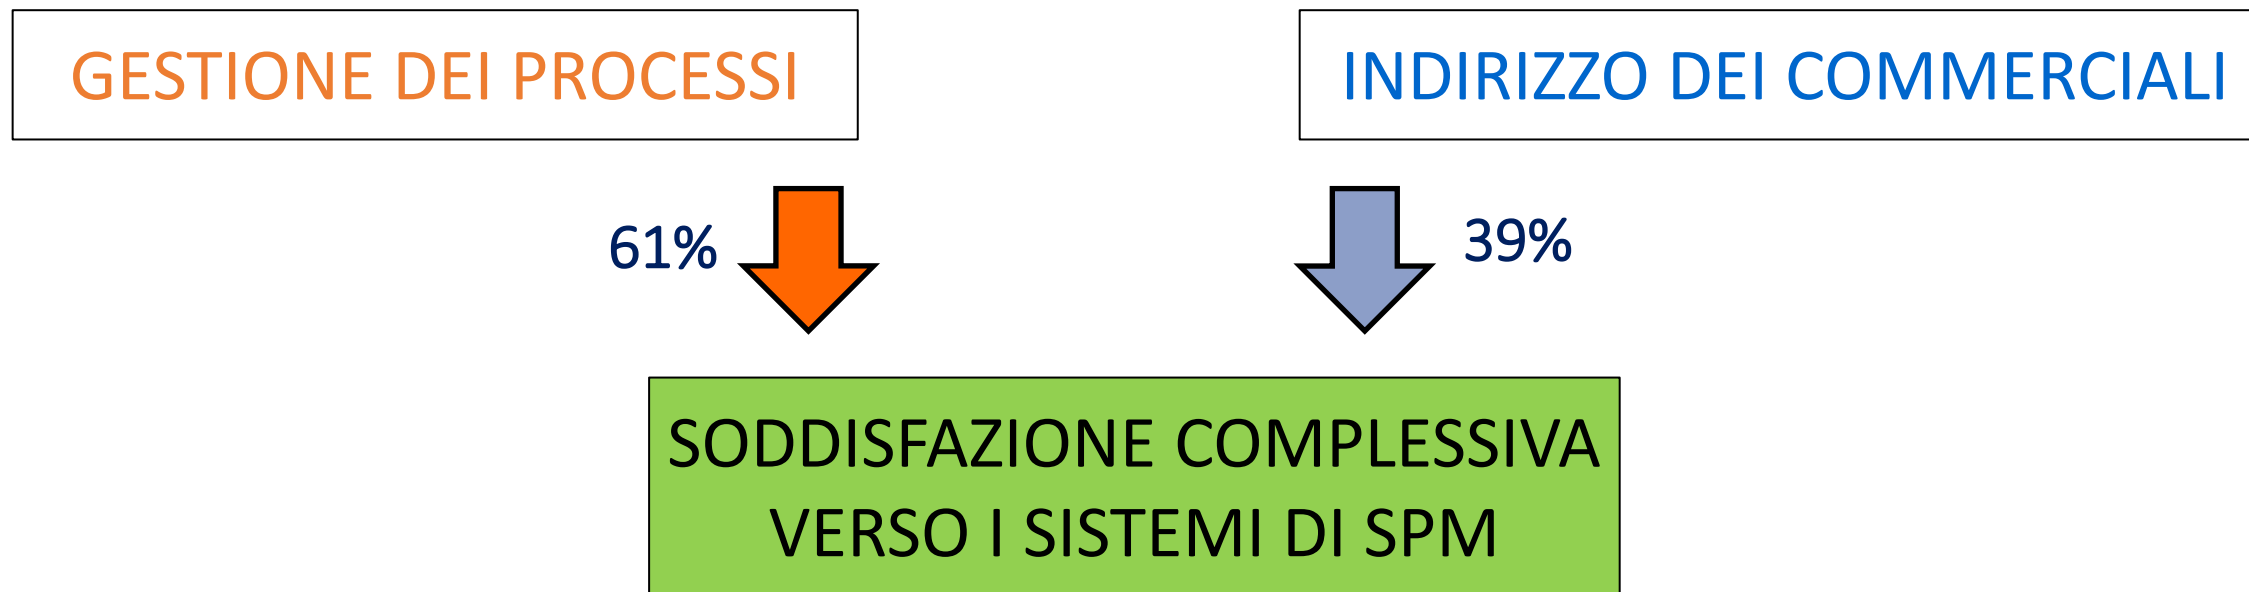 GESTIONE DEI PROCESSI
INDIRIZZO DEI COMMERCIALI
61%
39%
SODDISFAZIONE COMPLESSIVA
VERSO I SISTEMI DI SPM